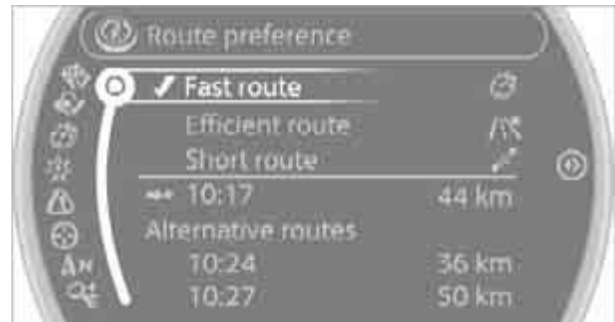 Route preference
Fast route
Efficient route
Short route
10:17 44 km
Alternative routes
10:24 36 km
10:27 50 km